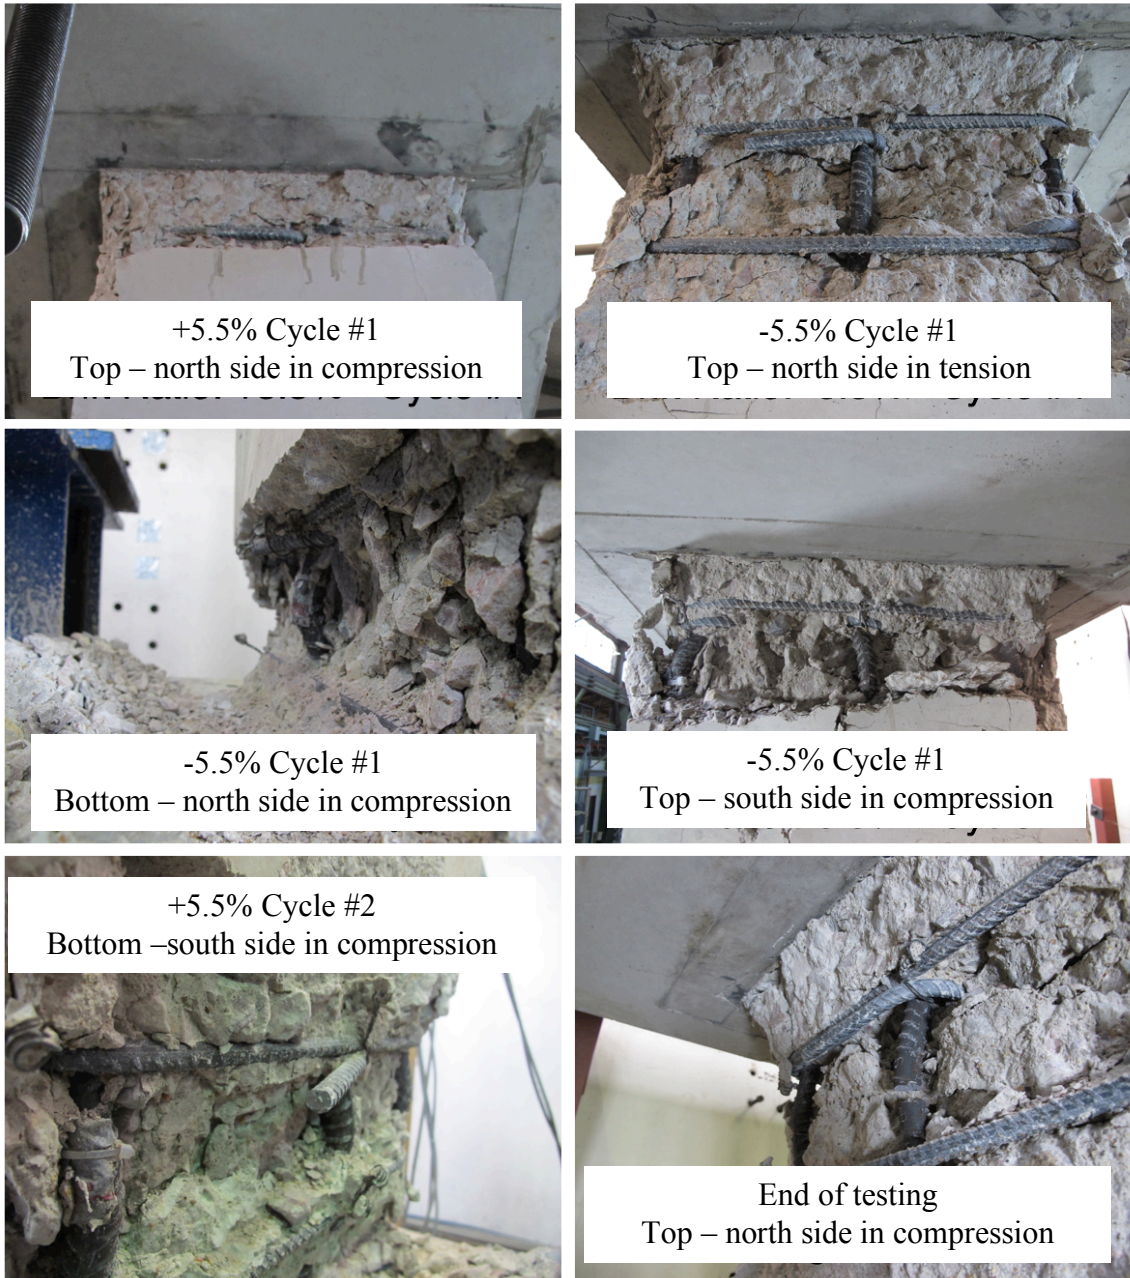 +5.5% Cycle #1
Top – north side in compression
-5.5% Cycle #1
Top – north side in tension
-5.5% Cycle #1
Bottom – north side in compression
-5.5% Cycle #1
Top – south side in compression
+5.5% Cycle #2
Bottom –south side in compression
End of testing
Top – north side in compression